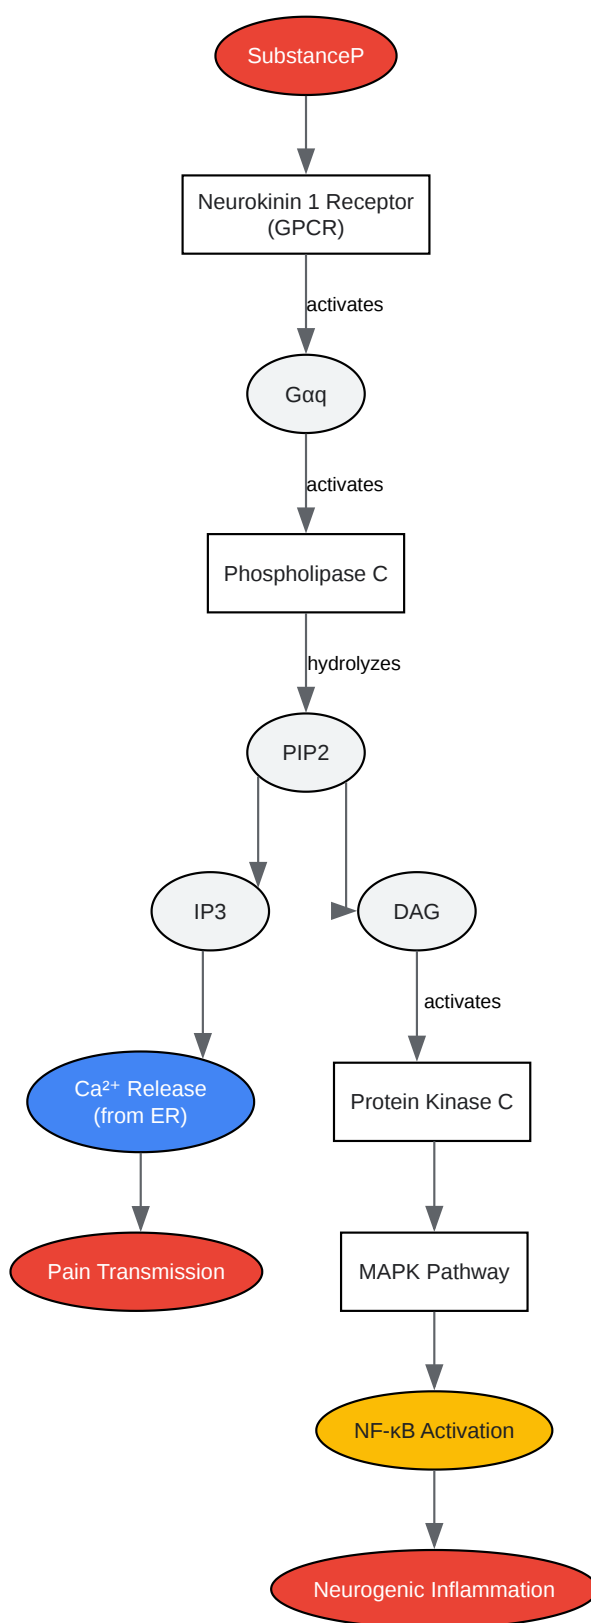 SubstanceP
Neurokinin 1 Receptor
(GPCR)
activates
Gαq
activates
Phospholipase C
hydrolyzes
PIP2
IP3
DAG
activates
Ca²⁺ Release
(from ER)
Protein Kinase C
Pain Transmission
MAPK Pathway
NF-κB Activation
Neurogenic Inflammation